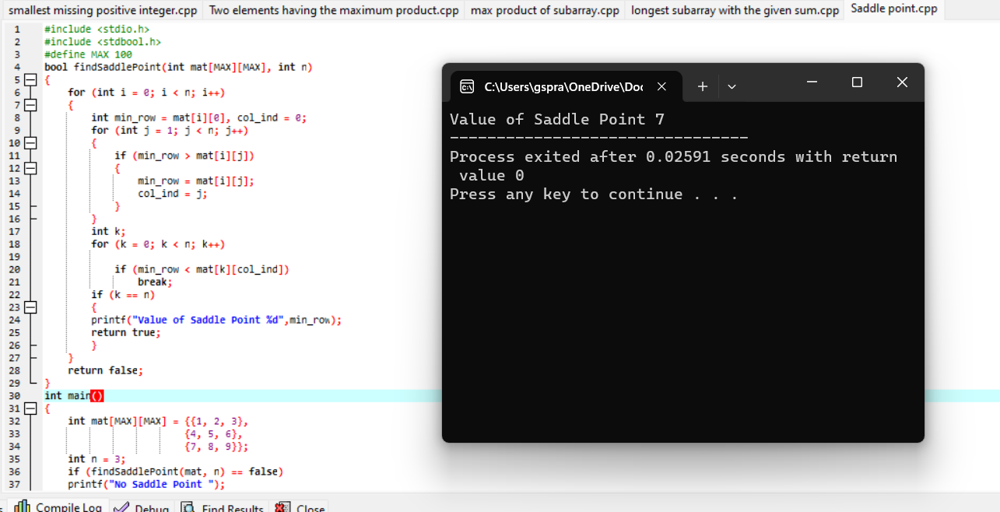 smallest missing positive integer.cpp Two elements having the maximum product.cpp max product of subarray.cpp longest subarray with the given sum.cpp Saddle point.cpp
1 #include <stdio.h>
2 #include <stdbool.h>
3 #define MAX 100
4 bool findSaddlePoint(int mat[MAX][MAX], int n)
5 {
6 for (int i = 0; i < n; i++)
7 {
8 int min_row = mat[i][0], col_ind = 0;
9 for (int j = 1; j < n; j++)
10 {
11 if (min_row > mat[i][j])
12 {
13 min_row = mat[i][j];
14 col_ind = j;
15 }
16 }
17 int k;
18 for (k = 0; k < n; k++)
19
20 if (min_row < mat[k][col_ind])
21 break;
22 if (k == n)
23 {
24 printf("Value of Saddle Point %d",min_row);
25 return true;
26 }
27 }
28 return false;
29 }
30 int main()
31 {
32 int mat[MAX][MAX] = {{1, 2, 3},
33 {4, 5, 6},
34 {7, 8, 9}};
35 int n = 3;
36 if (findSaddlePoint(mat, n) == false)
37 printf("No Saddle Point ");
C:\Users\gspra\OneDrive\Doc
Value of Saddle Point 7
--------------------------------
Process exited after 0.02591 seconds with return
value 0
Press any key to continue . . .
Compile Log Debug Find Results Close